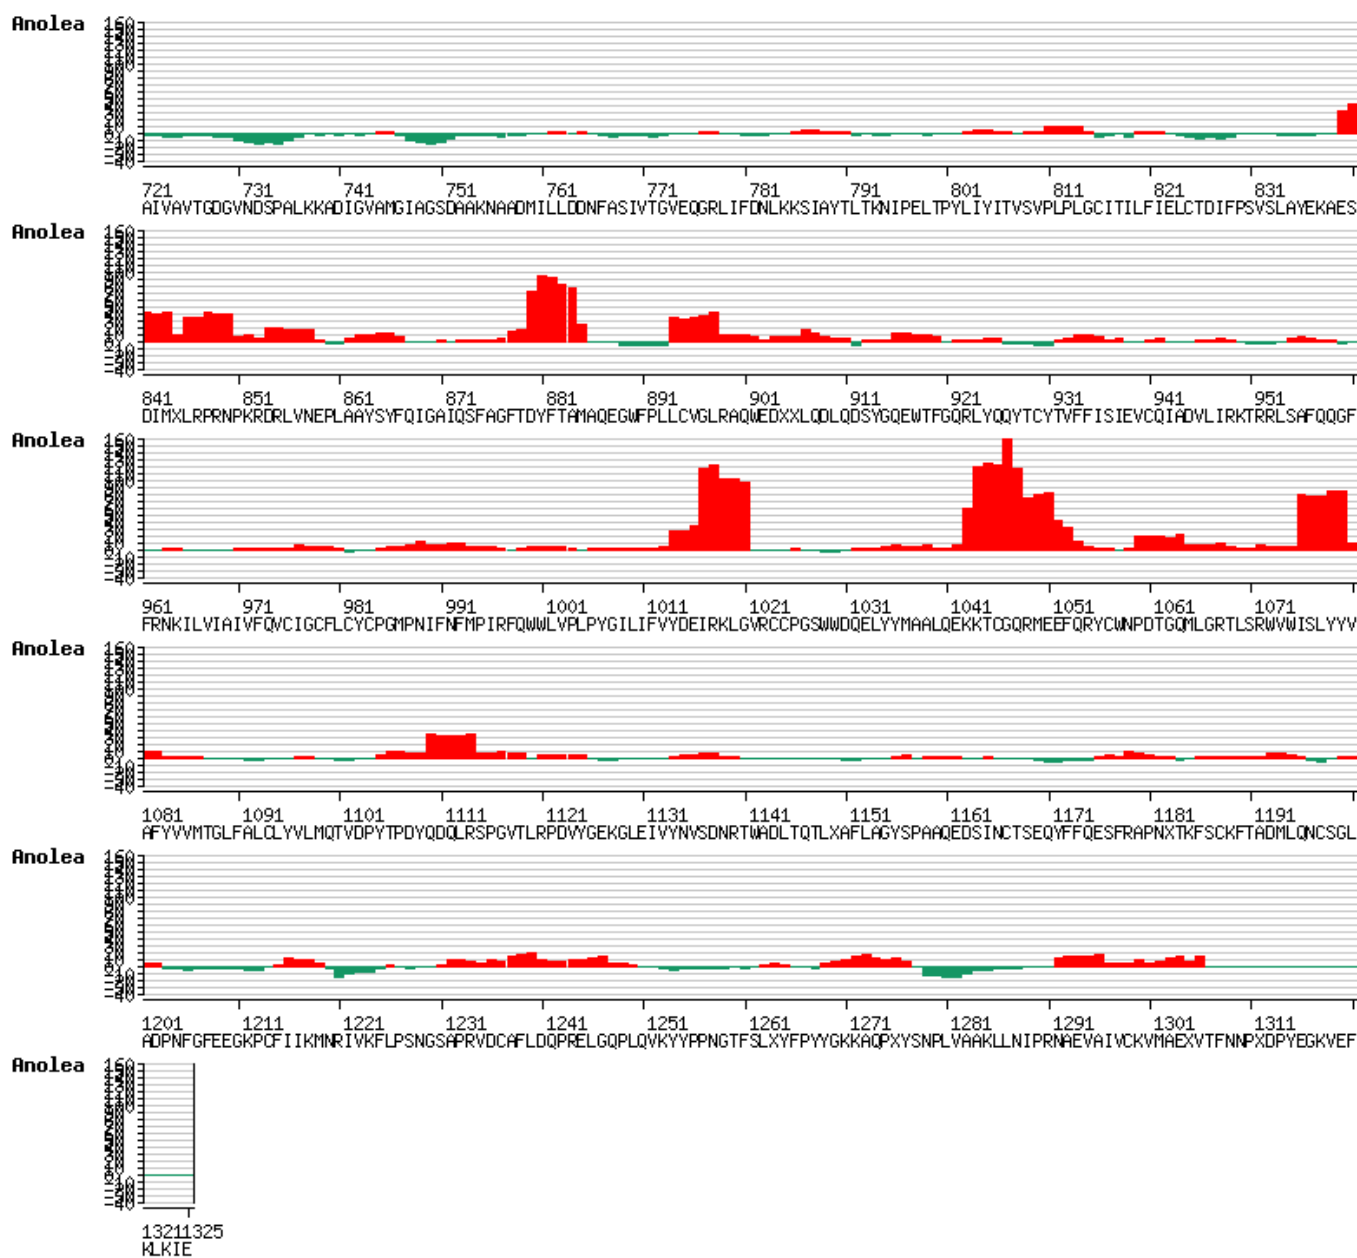 Anolea
721 731 741 751 761 771 781 791 801 811 821 831
AIVAVTGDGVNDSPALKKADIGVAMGIAGSDAAKNAADMILLDDNFASIVTGVEQGRLIFDNLKKSIAYTLTKNIPELTPYLIYITVSVPLPLGCITILFIELCTDIFPSVSLAYEKAES
Anolea
841 851 861 871 881 891 901 911 921 931 941 951
DIMXLRPRNPKRDRLVNEPLAAYSYFQIGAIQSFAGFTDYFTAMAQEGWFPLLCVGLRAQWEDXXLQDLQDSYGQEWTFGQRLYQQYTCYTVFFISIEVCQIADVLIRKTRRLSAFQQGF
Anolea
961 971 981 991 1001 1011 1021 1031 1041 1051 1061 1071
FRNKILVIAIVFQVCIGCFLCYCPGMPNIFNFMPIRFQWWLVPLPYGILIFVYDEIRKLGVRCCPGSWWDQELYYMAALQEKKTCGQRMEEFQRYCWNPDTGQMLGRTLSRWVWISLYYV
Anolea
1081 1091 1101 1111 1121 1131 1141 1151 1161 1171 1181 1191
AFYVVMTGLFALCLYVLMQTVDPYTPDYQDQLRSPGVTLRPDVYGEKGLEIVYNVSDNRTWADLTQTLXAFLAGYSPAAQEDSINCTSEQYFFQESFRAPNXTKFSCKFTADMLQNCSGL
Anolea
1201 1211 1221 1231 1241 1251 1261 1271 1281 1291 1301 1311
ADPNFGFEEGKPCFIIKMNRIVKFLPSNGSAPRVDCAFLDQPRELGQPLQVKYYPPNGTFSLXYFPYYGKKAQPXYSNPLVAAKLLNIPRNAEVAIVCKVMAEXVTFNNPXDPYEGKVEF
Anolea
13211325
KLKIE